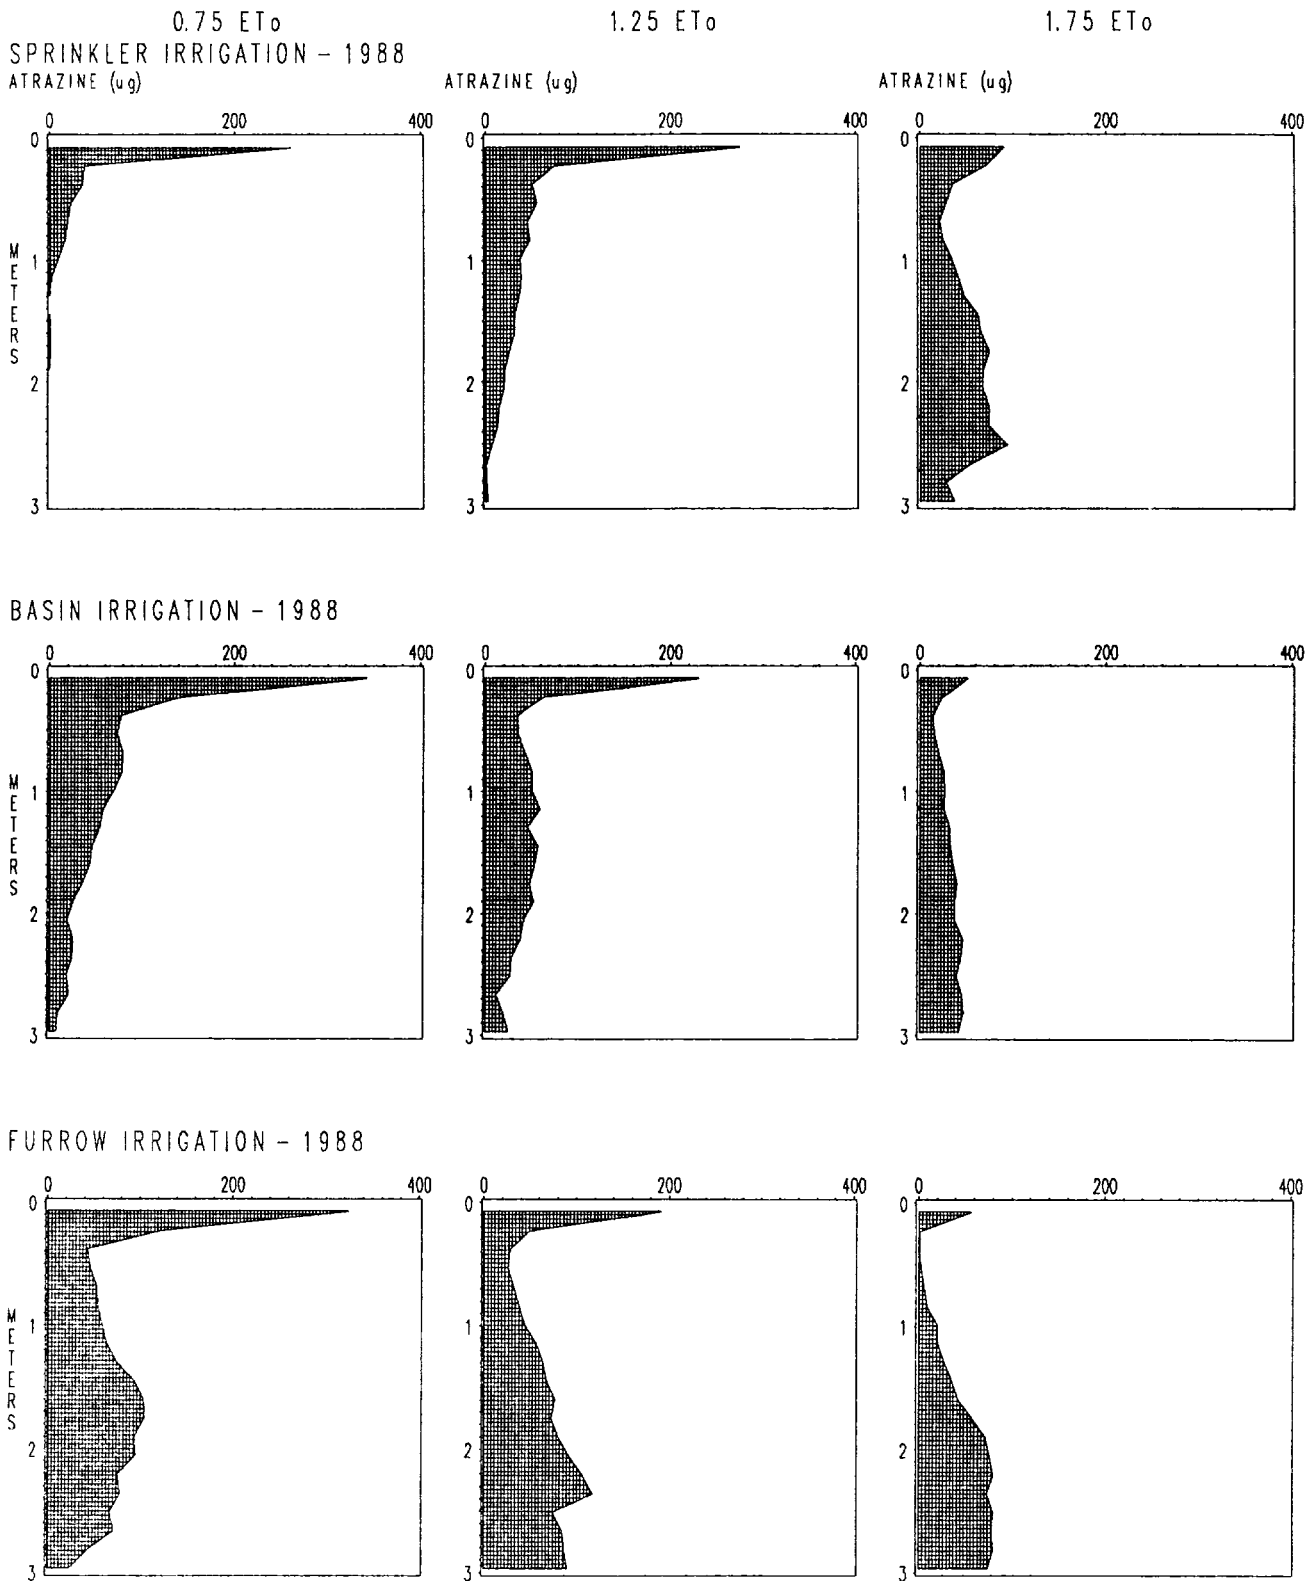 0.75 ETo 1.25 ETo 1.75 ETo
SPRINKLER IRRIGATION - 1988
ATRAZINE (ug) ATRAZINE (ug) ATRAZINE (ug)
0 200 400 0 200 400 0 200 400
0 0 0
METERS
1 1 1
2 2 2
3 3 3
BASIN IRRIGATION - 1988
0 200 400 0 200 400 0 200 400
0 0 0
METERS
1 1 1
2 2 2
3 3 3
FURROW IRRIGATION - 1988
0 200 400 0 200 400 0 200 400
0 0 0
METERS
1 1 1
2 2 2
3 3 3